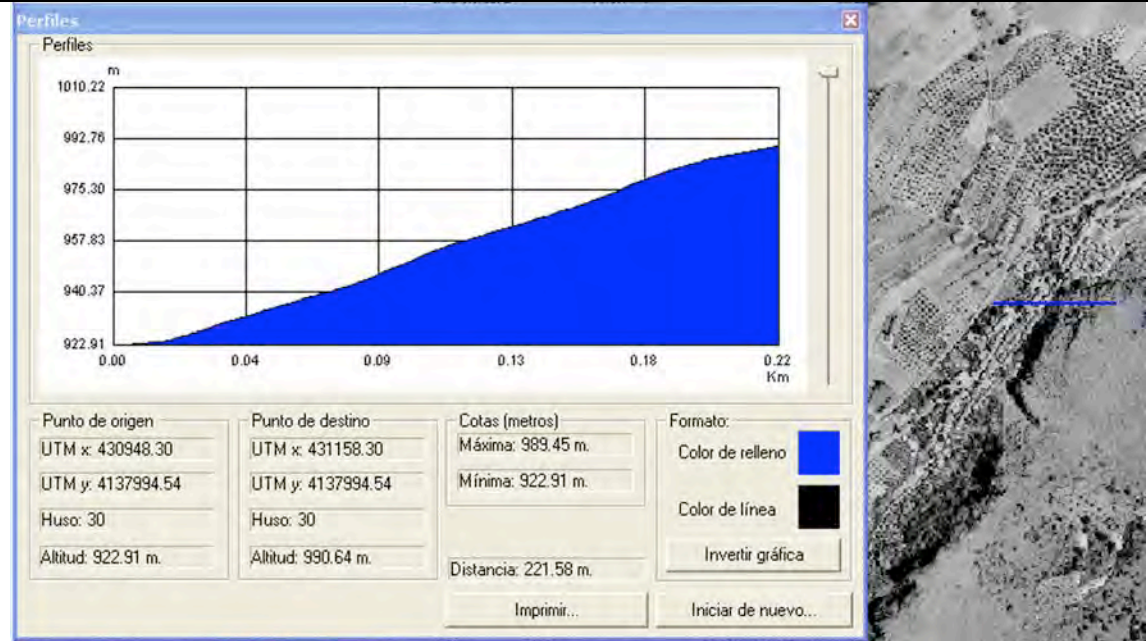 Perfiles
Perfiles
m
1010.22
992.76
975.30
957.83
940.37
922.91
0.00 0.04 0.09 0.13 0.18 0.22
Km
Punto de origen
UTM x: 430948.30
UTM y: 4137994.54
Huso: 30
Altitud: 922.91 m.
Punto de destino
UTM x: 431158.30
UTM y: 4137994.54
Huso: 30
Altitud: 990.64 m.
Cotas (metros)
Máxima: 989.45 m.
Mínima: 922.91 m.
Distancia: 221.58 m.
Formato:
Color de relleno
Color de línea
Invertir gráfica
Imprimir...
Iniciar de nuevo...